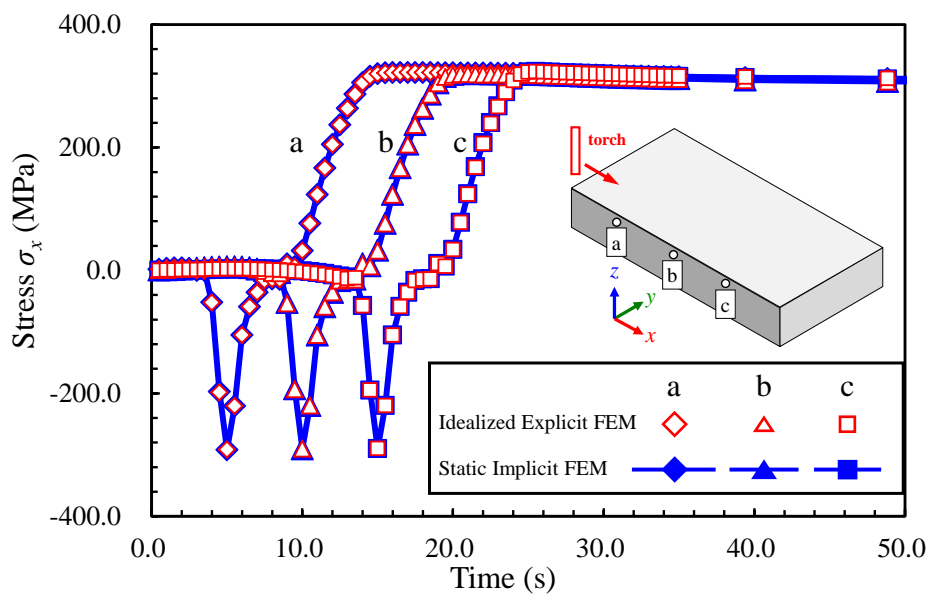 400.0
200.0
0.0
-200.0
-400.0
Stress σx (MPa)
0.0 10.0 20.0 30.0 40.0 50.0
Time (s)
a b c
torch
a
b
c
z
y
x
a b c
Idealized Explicit FEM
Static Implicit FEM